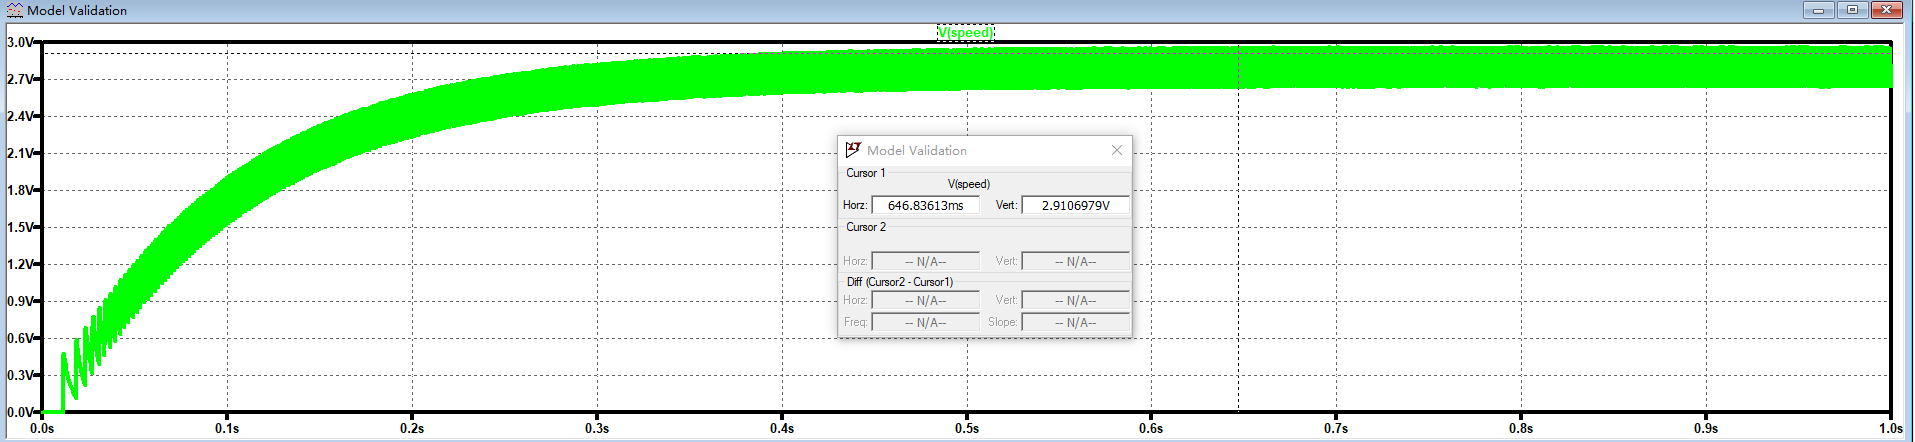 Model Validation
V(speed)
3.0V
2.7V
2.4V
2.1V
1.8V
1.5V
1.2V
0.9V
0.6V
0.3V
0.0V
0.0s 0.1s 0.2s 0.3s 0.4s 0.5s 0.6s 0.7s 0.8s 0.9s 1.0s
Model Validation
Cursor 1
V(speed)
Horz: 646.83613ms Vert: 2.9106979V
Cursor 2
Horz: -- N/A-- Vert: -- N/A--
Diff (Cursor2 - Cursor1)
Horz: -- N/A-- Vert: -- N/A--
Freq: -- N/A-- Slope: -- N/A--